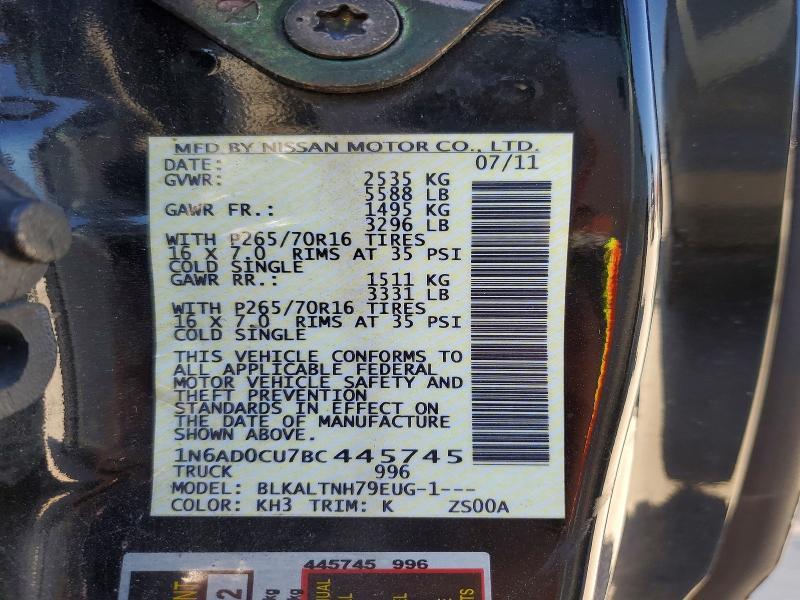 MFD BY NISSAN MOTOR CO., LTD.
DATE: 07/11
GVWR: 2535 KG
5588 LB
GAWR FR.: 1495 KG
3296 LB
WITH P265/70R16 TIRES
16 X 7.0 RIMS AT 35 PSI
COLD SINGLE
GAWR RR.: 1511 KG
3331 LB
WITH P265/70R16 TIRES
16 X 7.0 RIMS AT 35 PSI
COLD SINGLE
THIS VEHICLE CONFORMS TO
ALL APPLICABLE FEDERAL
MOTOR VEHICLE SAFETY AND
THEFT PREVENTION
STANDARDS IN EFFECT ON
THE DATE OF MANUFACTURE
SHOWN ABOVE.
1N6AD0CU7BC445745
TRUCK 996
MODEL: BLKALTNH79EUG-1---
COLOR: KH3 TRIM: K ZS00A
445745 996